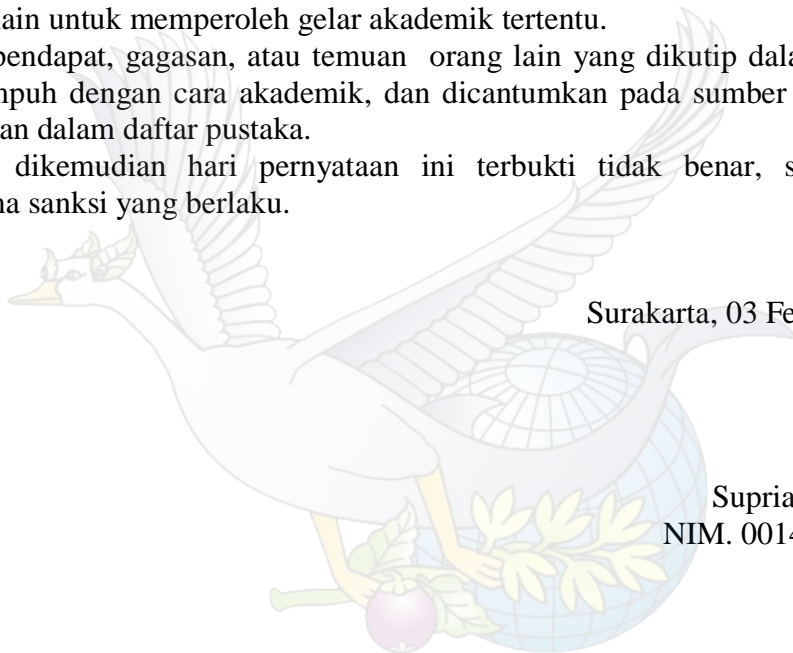 lain untuk memperoleh gelar akademik tertentu.
pendapat, gagasan, atau temuan orang lain yang dikutip dala
npuh dengan cara akademik, dan dicantumkan pada sumber
an dalam daftar pustaka.
dikemudian hari pernyataan ini terbukti tidak benar, s
na sanksi yang berlaku.
Surakarta, 03 Fe
Supria
NIM. 0014